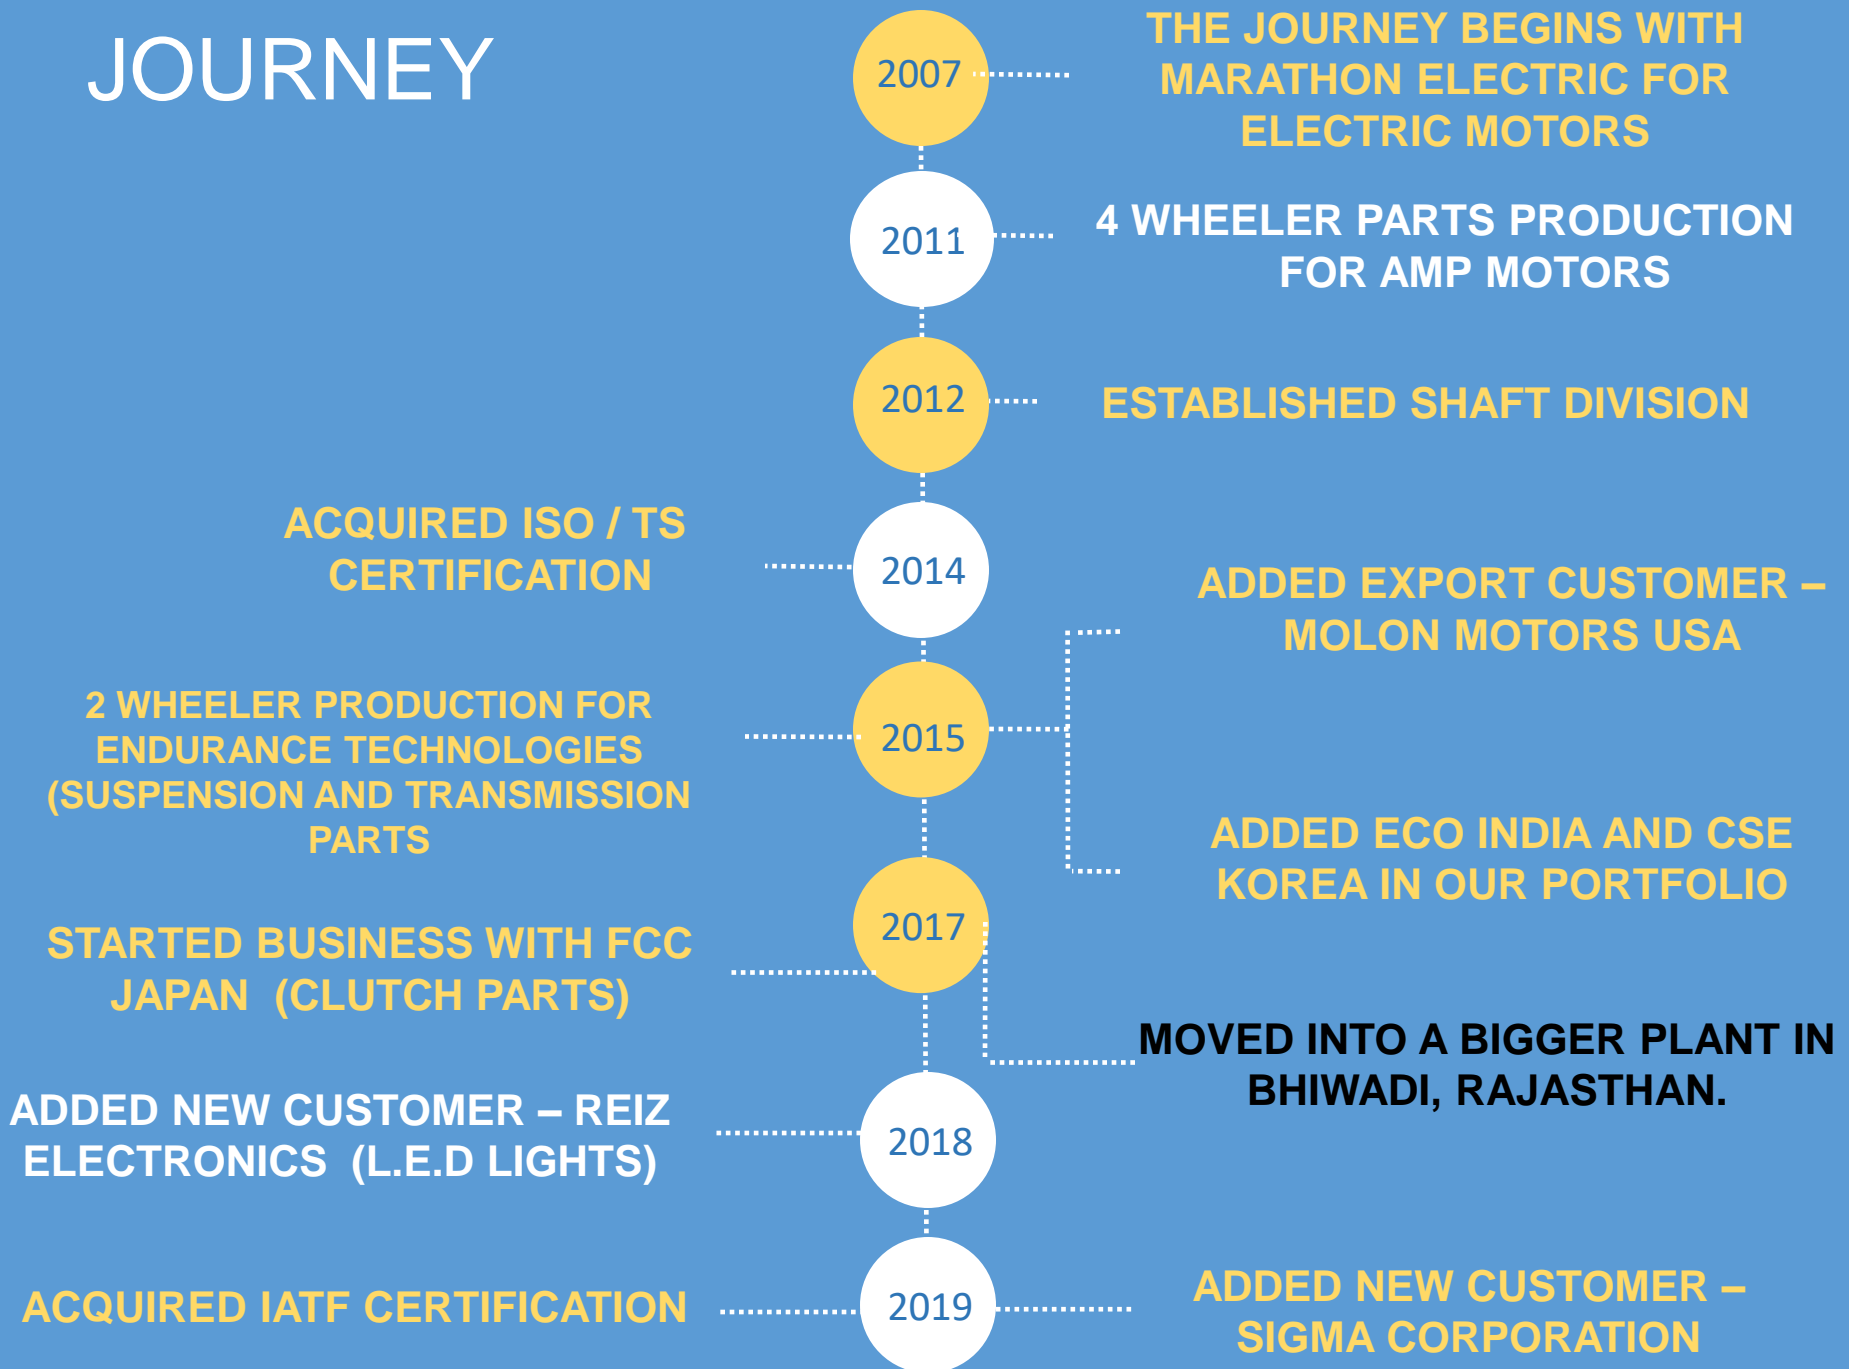 JOURNEY
2007
THE JOURNEY BEGINS WITH
MARATHON ELECTRIC FOR
ELECTRIC MOTORS
2011
4 WHEELER PARTS PRODUCTION
FOR AMP MOTORS
2012
ESTABLISHED SHAFT DIVISION
ACQUIRED ISO / TS
CERTIFICATION
2014
ADDED EXPORT CUSTOMER –
MOLON MOTORS USA
2 WHEELER PRODUCTION FOR
ENDURANCE TECHNOLOGIES
(SUSPENSION AND TRANSMISSION
PARTS
2015
ADDED ECO INDIA AND CSE
KOREA IN OUR PORTFOLIO
STARTED BUSINESS WITH FCC
JAPAN (CLUTCH PARTS)
2017
MOVED INTO A BIGGER PLANT IN
BHIWADI, RAJASTHAN.
ADDED NEW CUSTOMER – REIZ
ELECTRONICS (L.E.D LIGHTS)
2018
ACQUIRED IATF CERTIFICATION
2019
ADDED NEW CUSTOMER –
SIGMA CORPORATION